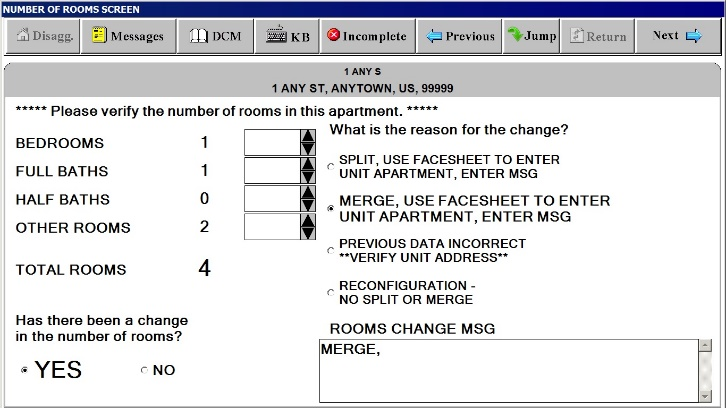 NUMBER OF ROOMS SCREEN
Disagg. Messages DCM KB Incomplete Previous Jump Return Next
1 ANY S
1 ANY ST, ANYTOWN, US, 99999
***** Please verify the number of rooms in this apartment. *****
BEDROOMS 1
FULL BATHS 1
HALF BATHS 0
OTHER ROOMS 2
TOTAL ROOMS 4
Has there been a change
in the number of rooms?
YES NO
What is the reason for the change?
SPLIT, USE FACESHEET TO ENTER
UNIT APARTMENT, ENTER MSG
MERGE, USE FACESHEET TO ENTER
UNIT APARTMENT, ENTER MSG
PREVIOUS DATA INCORRECT
**VERIFY UNIT ADDRESS**
RECONFIGURATION -
NO SPLIT OR MERGE
ROOMS CHANGE MSG
MERGE,